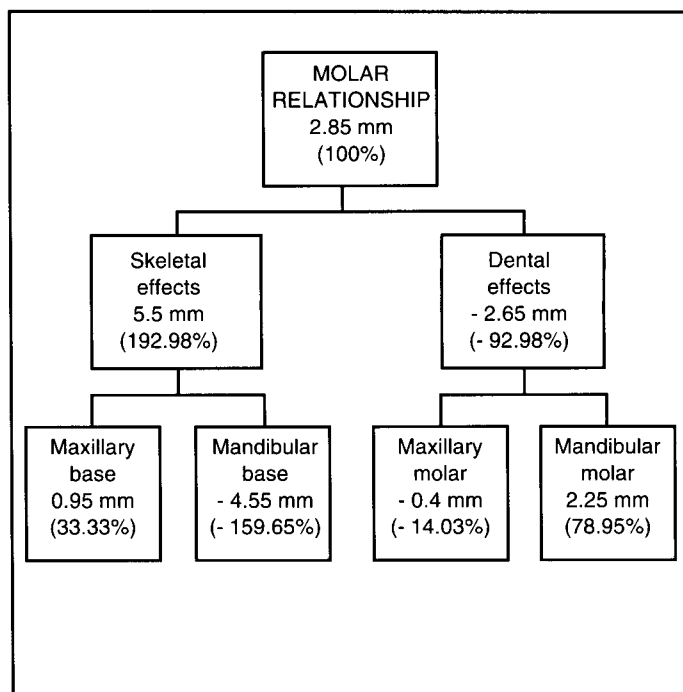 MOLAR
RELATIONSHIP
2.85 mm
(100%)
Skeletal
effects
5.5 mm
(192.98%)
Dental
effects
- 2.65 mm
(- 92.98%)
Maxillary
base
0.95 mm
(33.33%)
Mandibular
base
- 4.55 mm
(- 159.65%)
Maxillary
molar
- 0.4 mm
(- 14.03%)
Mandibular
molar
2.25 mm
(78.95%)